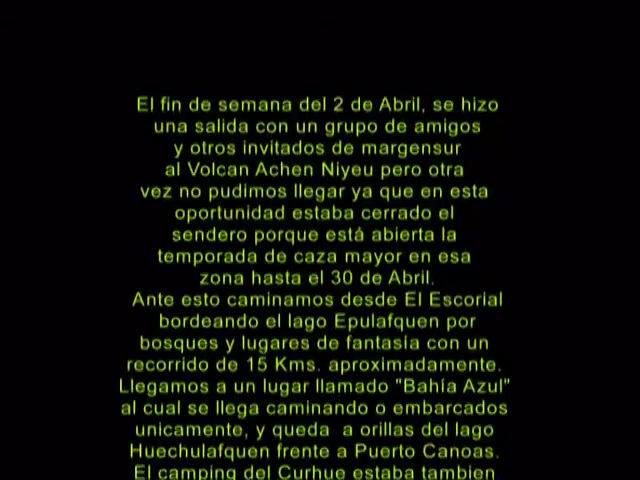 El fin de semana del 2 de Abril, se hizo
una salida con un grupo de amigos
y otros invitados de margensur
al Volcan Achen Niyeu pero otra
vez no pudimos llegar ya que en esta
oportunidad estaba cerrado el
sendero porque está abierta la
temporada de caza mayor en esa
zona hasta el 30 de Abril.
Ante esto caminamos desde El Escorial
bordeando el lago Epulafquen por
bosques y lugares de fantasía con un
recorrido de 15 Kms. aproximadamente.
Llegamos a un lugar llamado "Bahía Azul"
al cual se llega caminando o embarcados
unicamente, y queda  a orillas del lago
Huechulafquen frente a Puerto Canoas.
El camping del Curhue estaba tambien